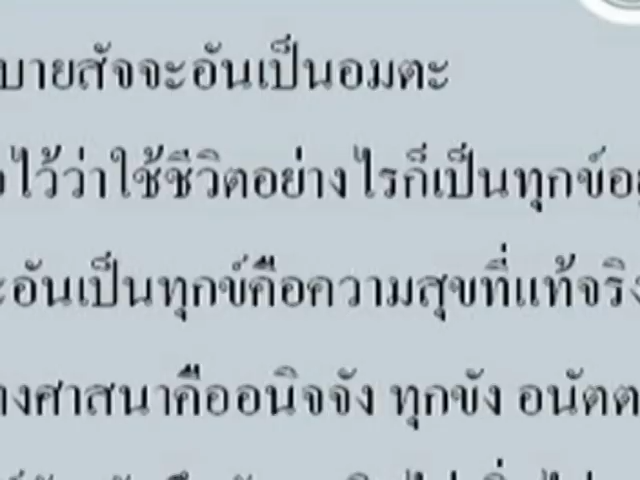 บายสัจจะอันเป็นอมตะ
ไว้ว่าใช้ชีวิตอย่างไรก็เป็นทุกข์อ
อันเป็นทุกข์คือความสุขที่แท้จริง
างศาสนาคืออนิจจัง ทุกขัง อนัตต